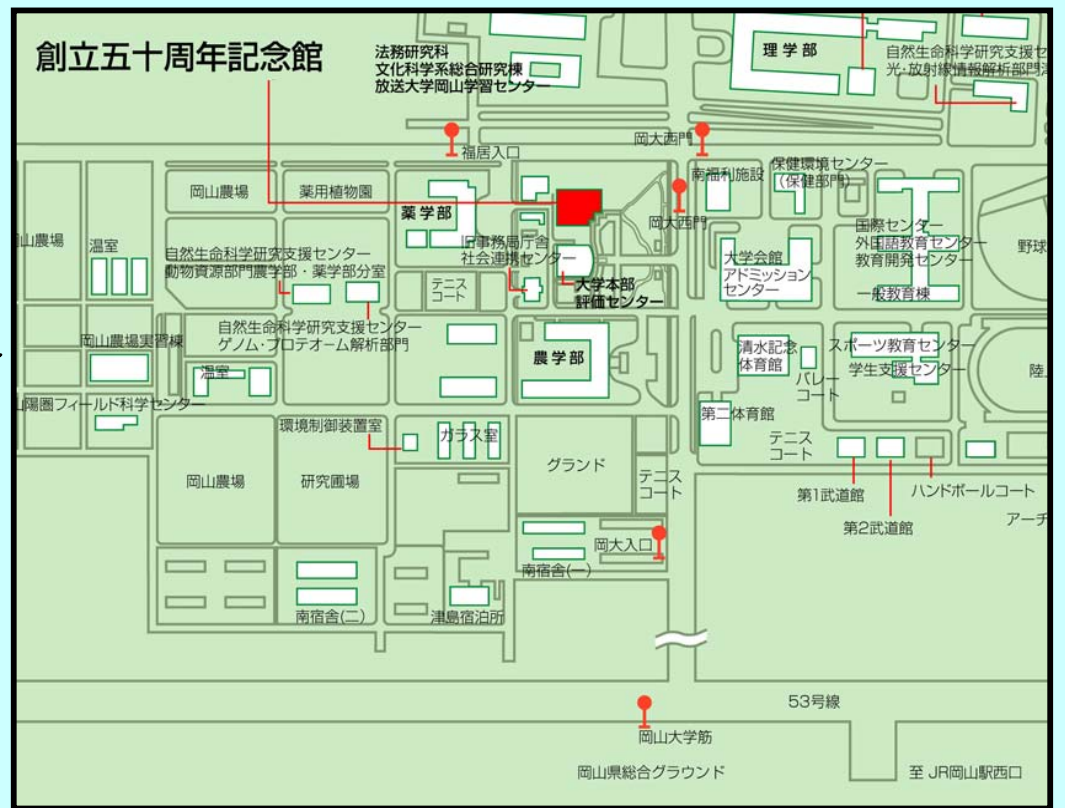 創立五十周年記念館
法務研究科
文化科学系総合研究棟
放送大学岡山学習センター
理学部
自然生命科学研究支援セ
光・放射線情報解析部門
福居入口
岡大西門
岡山農場
薬用植物園
薬学部
南福利施設
保健環境センター
（保健部門）
岡大西門
山農場
温室
自然生命科学研究支援センター
動物資源部門農学部・薬学部分室
旧事務局庁舎
社会連携センター
大学本部
評価センター
テニス
コート
大学会館
アドミッション
センター
国際センター
外国語教育センター
教育開発センター
一般教育棟
野球
自然生命科学研究支援センター
ゲノム・プロテオーム解析部門
岡山農場実習棟
温室
農学部
清水記念
体育館
バレー
コート
スポーツ教育センター
学生支援センター
陸
山陽圏フィールド科学センター
環境制御装置室
ガラス室
第二体育館
テニス
コート
岡山農場
研究圃場
グランド
テニス
コート
第1武道館
第2武道館
ハンドボールコート
アーチ
岡大入口
南宿舎(一)
南宿舎(二)
津島宿泊所
53号線
岡山大学筋
岡山県総合グラウンド
至 JR岡山駅西口